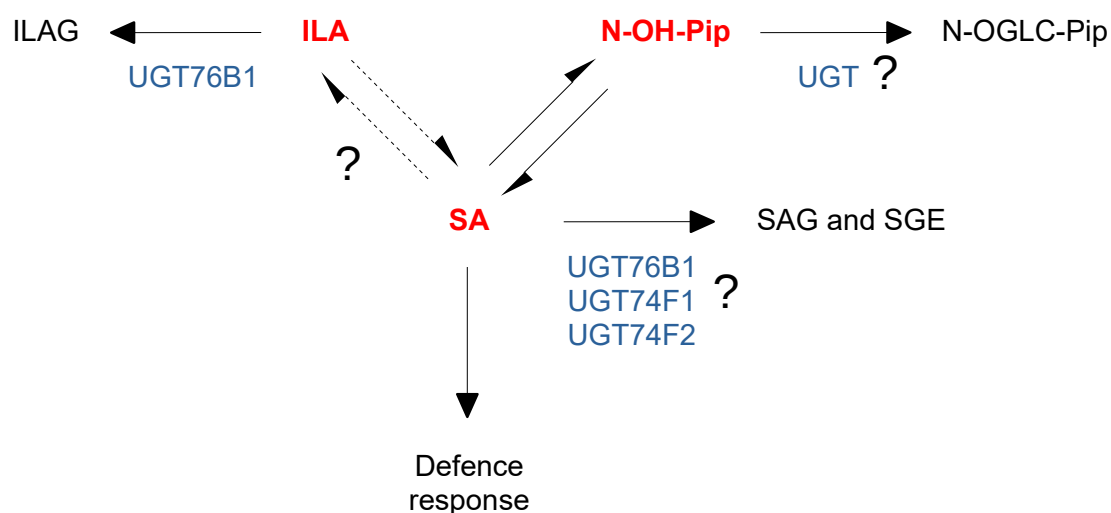 ILAG
ILA
N-OH-Pip
N-OGLC-Pip
UGT76B1
UGT ?
?
SA
SAG and SGE
UGT76B1
UGT74F1 ?
UGT74F2
Defence
response